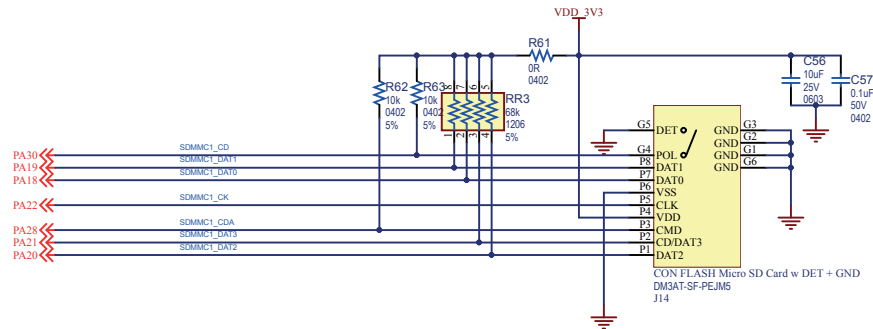 VDD_3V3
R61
0R
0402
R62
10k
0402
5%
R63
10k
0402
5%
8
7
6
5
RR3
68k
1206
5%
1
2
3
4
C56
10uF
25V
0603
C57
0.1uF
50V
0402
G5
DET
GND
G3
GND
G2
PA30
SDMMC1_CD
G4
POL
GND
G1
PA19
SDMMC1_DAT1
P8
DAT1
GND
G6
PA18
SDMMC1_DAT0
P7
DAT0
P6
VSS
PA22
SDMMC1_CK
P5
CLK
P4
VDD
PA28
SDMMC1_CDA
P3
CMD
PA21
SDMMC1_DAT3
P2
CD/DAT3
PA20
SDMMC1_DAT2
P1
DAT2
CON FLASH Micro SD Card w DET + GND
DM3AT-SF-PEJM5
J14